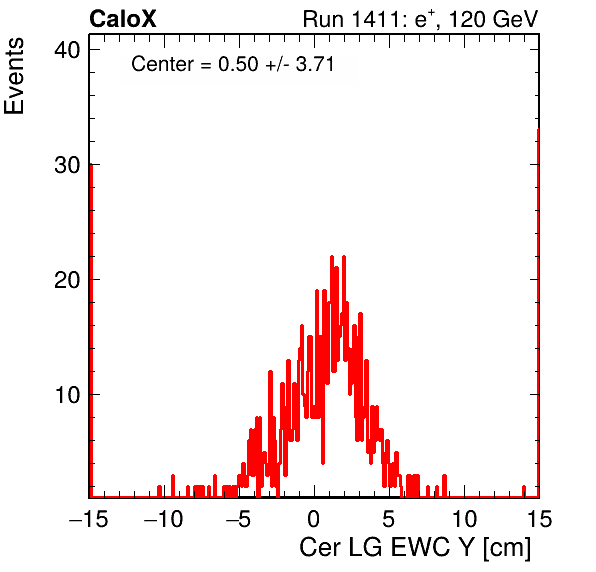 CaloX Run 1411: e⁺, 120 GeV
Center = 0.50 +/- 3.71
Events
40
30
20
10
−15 −10 −5 0 5 10 15
Cer LG EWC Y [cm]